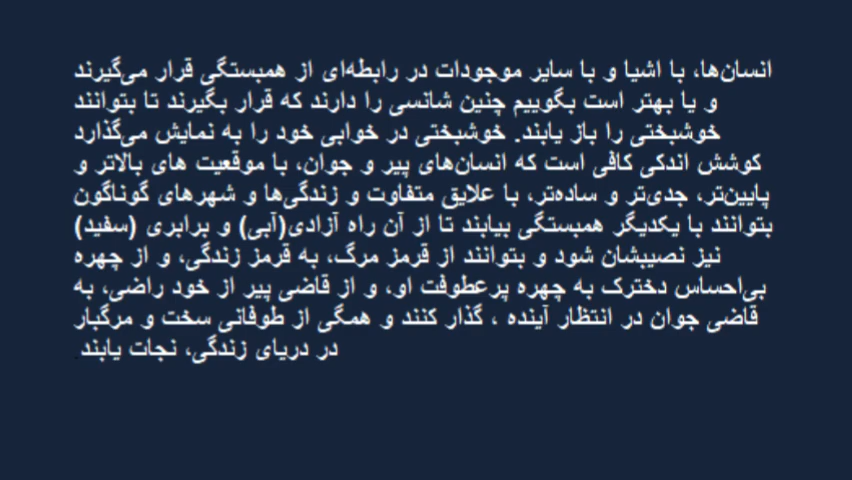 انسان‌ها، با اشیا و با سایر موجودات در رابطه‌ای از همبستگی قرار می‌گیرند
و یا بهتر است بگوییم چنین شانسی را دارند که قرار بگیرند تا بتوانند
خوشبختی را باز یابند. خوشبختی در خوابی خود را به نمایش می‌گذارد
کوشش اندکی کافی است که انسان‌های پیر و جوان، با موقعیت های بالاتر و
پایین‌تر، جدی‌تر و ساده‌تر، با علایق متفاوت و زندگی‌ها و شهرهای گوناگون
بتوانند با یکدیگر همبستگی بیابند تا از آن راه آزادی(آبی) و برابری (سفید)
نیز نصیبشان شود و بتوانند از قرمز مرگ، به قرمز زندگی، و از چهره
بی‌احساس دخترک به چهره پرعطوفت او، و از قاضی پیر از خود راضی، به
قاضی جوان در انتظار آینده ، گذار کنند و همگی از طوفانی سخت و مرگبار
در دریای زندگی، نجات یابند.